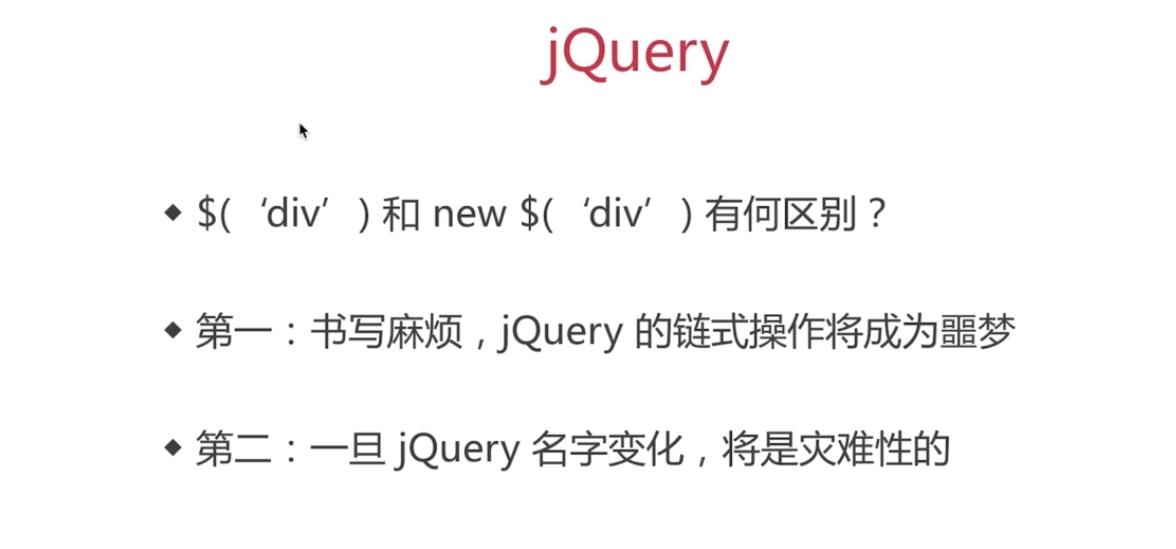 jQuery
◆ $(‘div’) 和 new $(‘div’) 有何区别？
◆ 第一：书写麻烦，jQuery 的链式操作将成为噩梦
◆ 第二：一旦 jQuery 名字变化，将是灾难性的